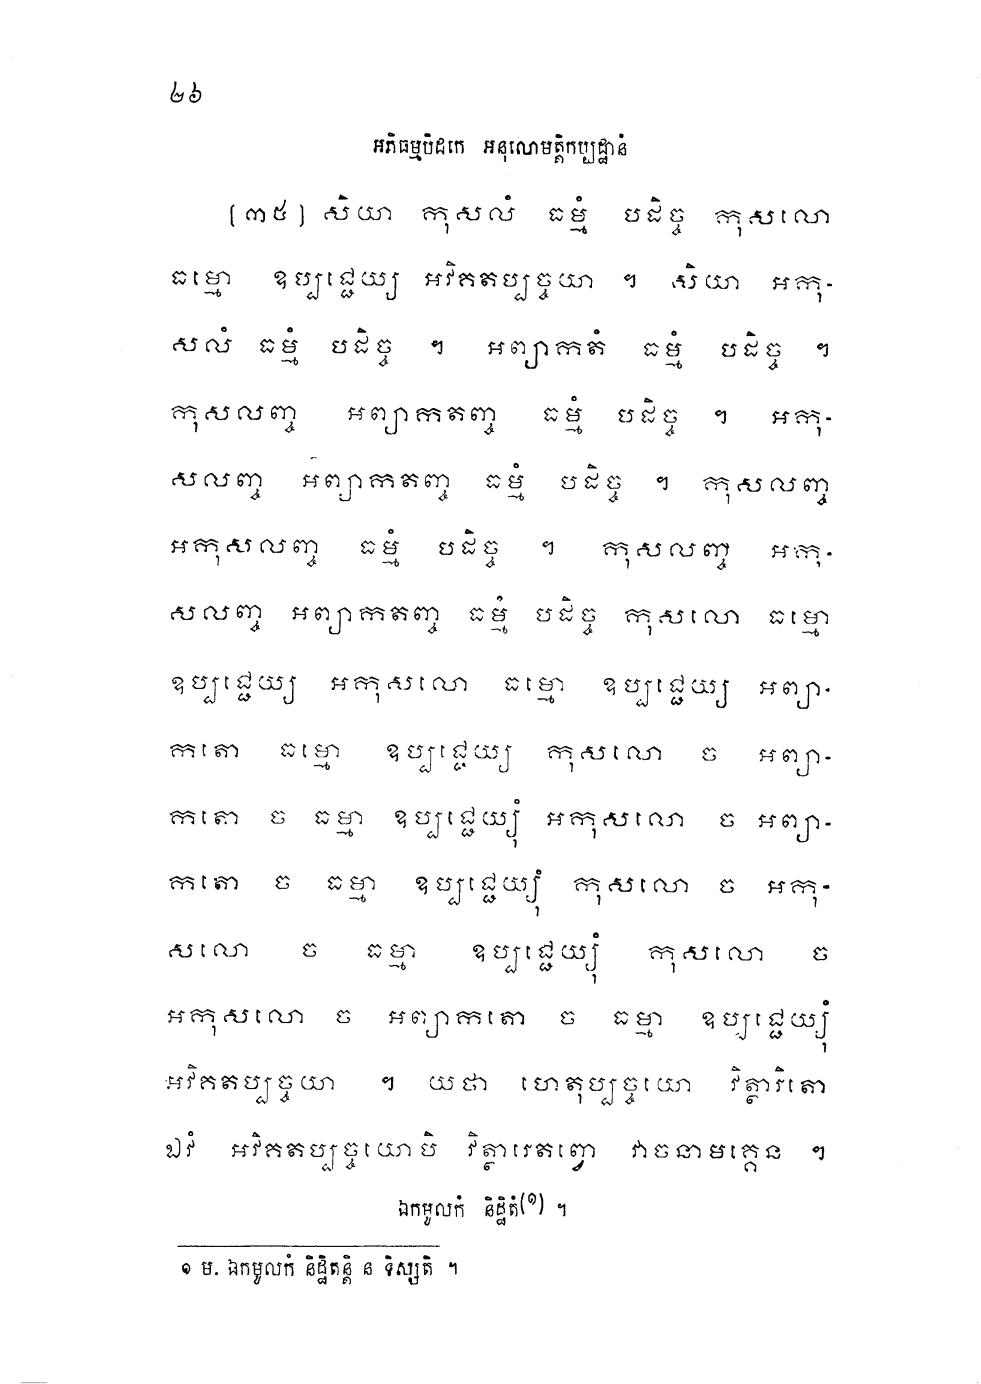 ២៦
អភិធម្មបិដកេ អនុលោមត្តិកប្បដ្ឋានំ
[៣៥] សិយា កុសលំ ធម្មំ បដិច្ច កុសលោ
ធម្មោ ឧប្បជ្ជេយ្យ អវិគតប្បច្ចយា ។ សិយា អកុ-
សលំ ធម្មំ បដិច្ច ។ អព្យាកតំ ធម្មំ បដិច្ច ។
កុសលញ្ច អព្យាកតញ្ច ធម្មំ បដិច្ច ។ អកុ-
សលញ្ច អព្យាកតញ្ច ធម្មំ បដិច្ច ។ កុសលញ្ច
អកុសលញ្ច ធម្មំ បដិច្ច ។ កុសលញ្ច អកុ-
សលញ្ច អព្យាកតញ្ច ធម្មំ បដិច្ច កុសលោ ធម្មោ
ឧប្បជ្ជេយ្យ អកុសលោ ធម្មោ ឧប្បជ្ជេយ្យ អព្យា-
កតោ ធម្មោ ឧប្បជ្ជេយ្យ កុសលោ ច អព្យា-
កតោ ច ធម្មា ឧប្បជ្ជេយ្យុំ អកុសលោ ច អព្យា-
កតោ ច ធម្មា ឧប្បជ្ជេយ្យុំ កុសលោ ច អកុ-
សលោ ច ធម្មា ឧប្បជ្ជេយ្យុំ កុសលោ ច
អកុសលោ ច អព្យាកតោ ច ធម្មា ឧប្បជ្ជេយ្យុំ
អវិគតប្បច្ចយា ។ យថា ហេតុប្បច្ចយោ វិត្ថារិតោ
ឯវំ អវិគតប្បច្ចយោបិ វិត្ថារេតព្វោ វាចនាមគ្គេន ។
ឯកមូលកំ និដ្ឋិតំ(១) ។
១ ម. ឯកមូលកំ និដ្ឋិតន្តិ ន ទិស្សតិ ។